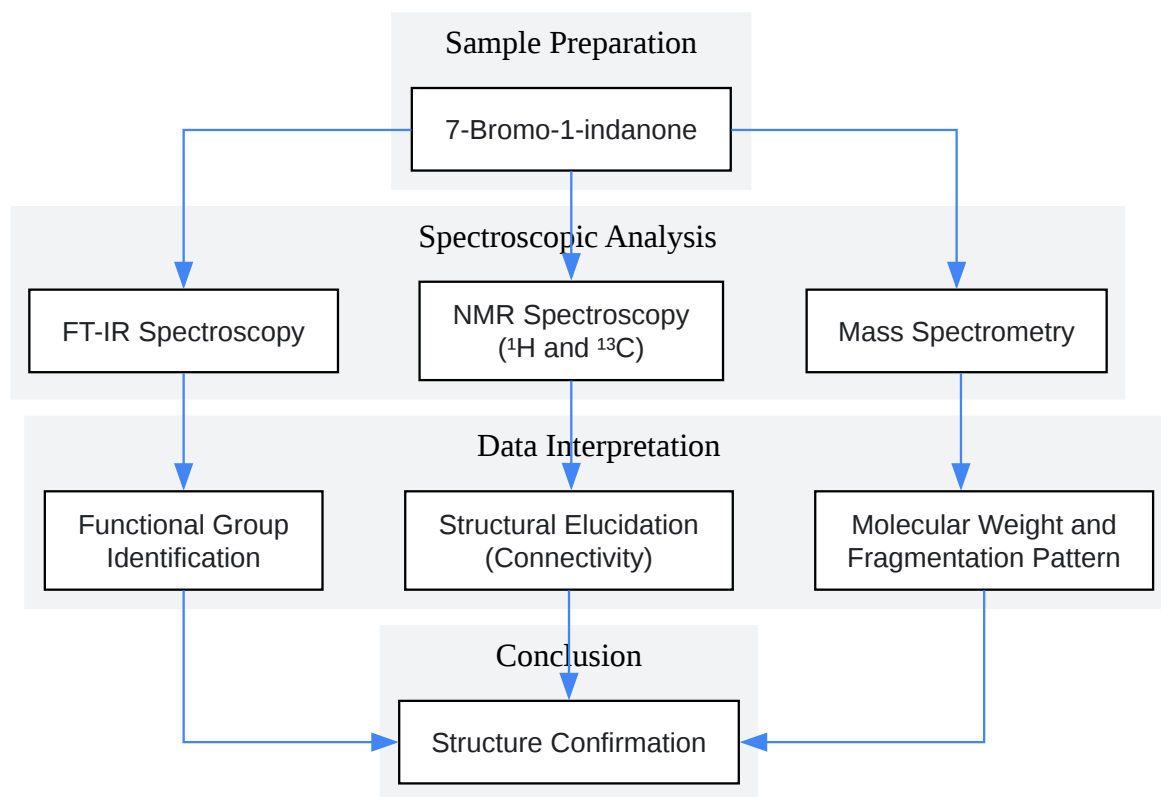 Sample Preparation
7-Bromo-1-indanone
Spectroscopic Analysis
FT-IR Spectroscopy
NMR Spectroscopy
(¹H and ¹³C)
Mass Spectrometry
Data Interpretation
Functional Group
Identification
Structural Elucidation
(Connectivity)
Molecular Weight and
Fragmentation Pattern
Conclusion
Structure Confirmation